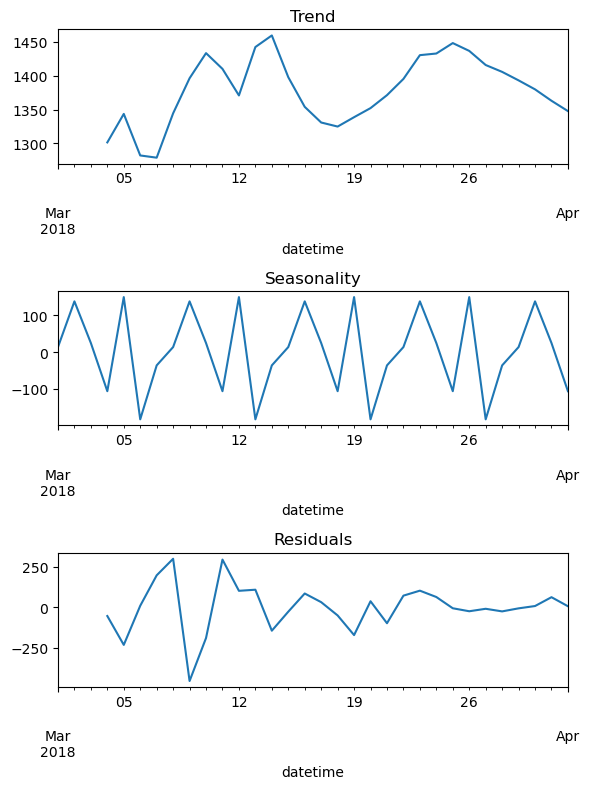 Trend
1450
1400
1350
1300
05 12 19 26
Mar Apr
2018
datetime
Seasonality
100
0
−100
05 12 19 26
Mar Apr
2018
datetime
Residuals
250
0
−250
05 12 19 26
Mar Apr
2018
datetime